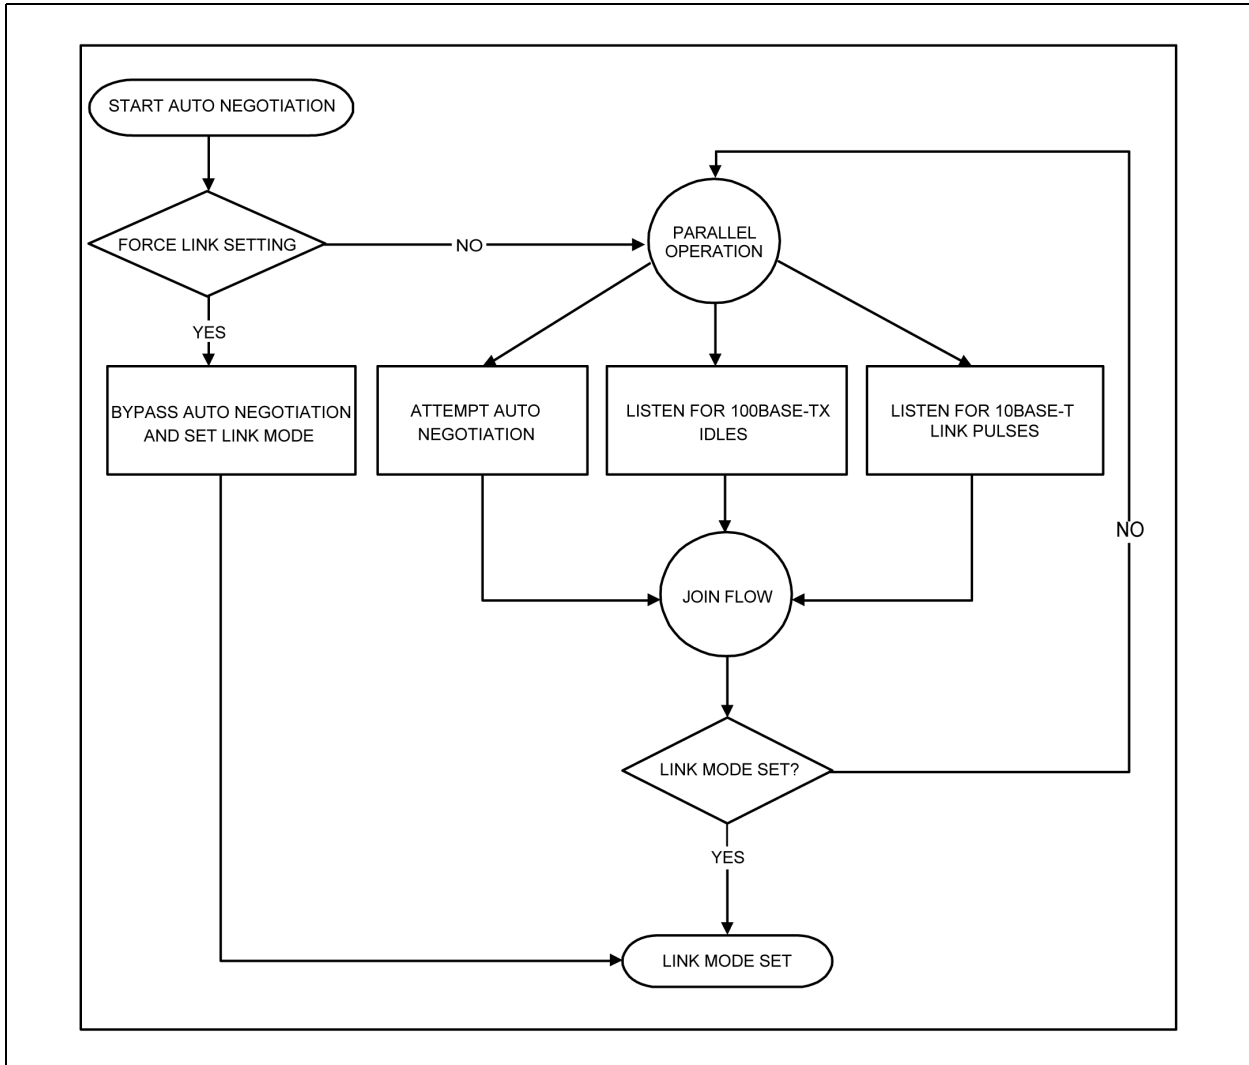 START AUTO NEGOTIATION
FORCE LINK SETTING
NO
PARALLEL
OPERATION
YES
BYPASS AUTO NEGOTIATION
AND SET LINK MODE
ATTEMPT AUTO
NEGOTIATION
LISTEN FOR 100BASE-TX
IDLES
LISTEN FOR 10BASE-T
LINK PULSES
NO
JOIN FLOW
LINK MODE SET?
YES
LINK MODE SET